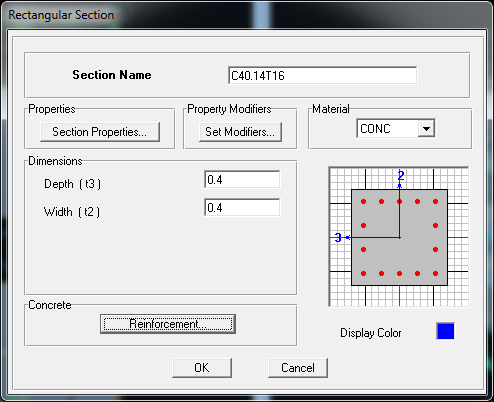 Rectangular Section
Section Name
C40.14T16
Properties
Property Modifiers
Material
Section Properties...
Set Modifiers...
CONC
Dimensions
Depth ( t3 )
0.4
Width ( t2 )
0.4
2
3
Concrete
Reinforcement...
Display Color
OK
Cancel